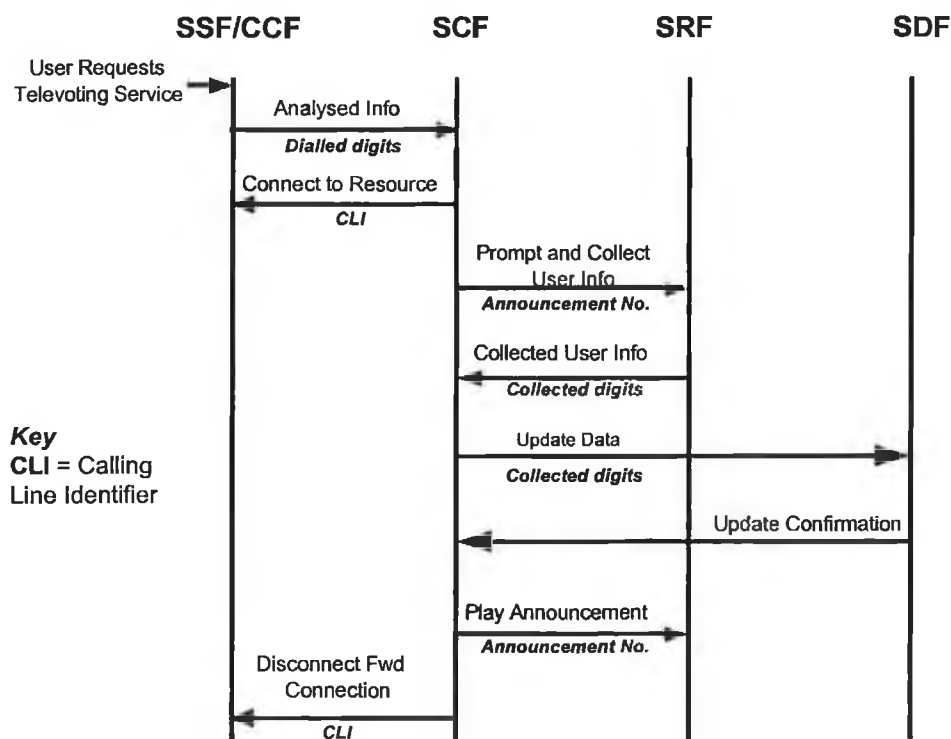 SSF/CCF SCF SRF SDF
User Requests
Televoting Service
Analysed Info
Dialled digits
Connect to Resource
CLI
Prompt and Collect
User Info
Announcement No.
Collected User Info
Collected digits
Key
CLI = Calling
Line Identifier
Update Data
Collected digits
Update Confirmation
Play Announcement
Announcement No.
Disconnect Fwd
Connection
CLI